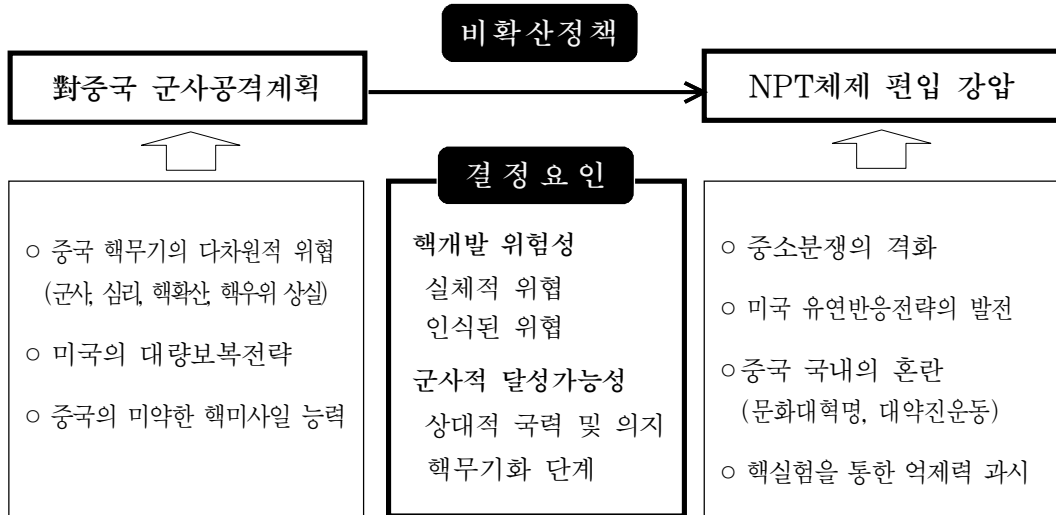 비확산정책
對중국 군사공격계획
NPT체제 편입 강압
○ 중국 핵무기의 다차원적 위협
(군사, 심리, 핵확산, 핵우위 상실)
○ 미국의 대량보복전략
○ 중국의 미약한 핵미사일 능력
결정요인
핵개발 위험성
실체적 위협
인식된 위협
군사적 달성가능성
상대적 국력 및 의지
핵무기화 단계
○ 중소분쟁의 격화
○ 미국 유연반응전략의 발전
○ 중국 국내의 혼란
(문화대혁명, 대약진운동)
○ 핵실험을 통한 억제력 과시